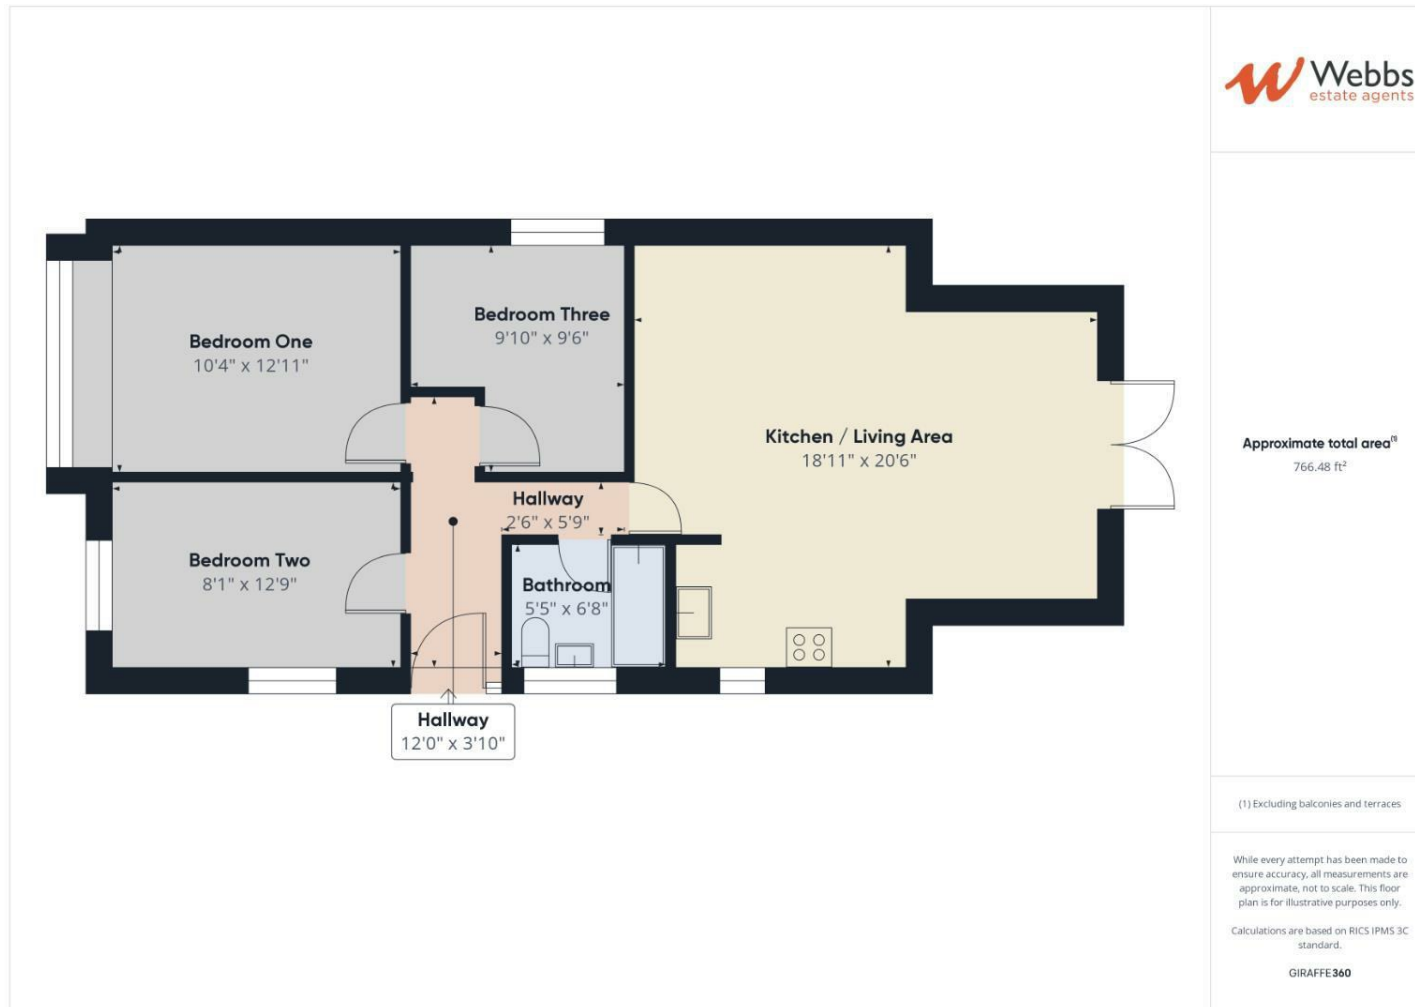 Webbs
estate agents
Bedroom One
10'4" x 12'11"
Bedroom Three
9'10" x 9'6"
Kitchen / Living Area
18'11" x 20'6"
Hallway
2'6" x 5'9"
Bedroom Two
8'1" x 12'9"
Bathroom
5'5" x 6'8"
Hallway
12'0" x 3'10"
Approximate total area⁽¹⁾
766.48 ft²
(1) Excluding balconies and terraces
While every attempt has been made to
ensure accuracy, all measurements are
approximate, not to scale. This floor
plan is for illustrative purposes only.
Calculations are based on RICS IPMS 3C
standard.
GIRAFFE360